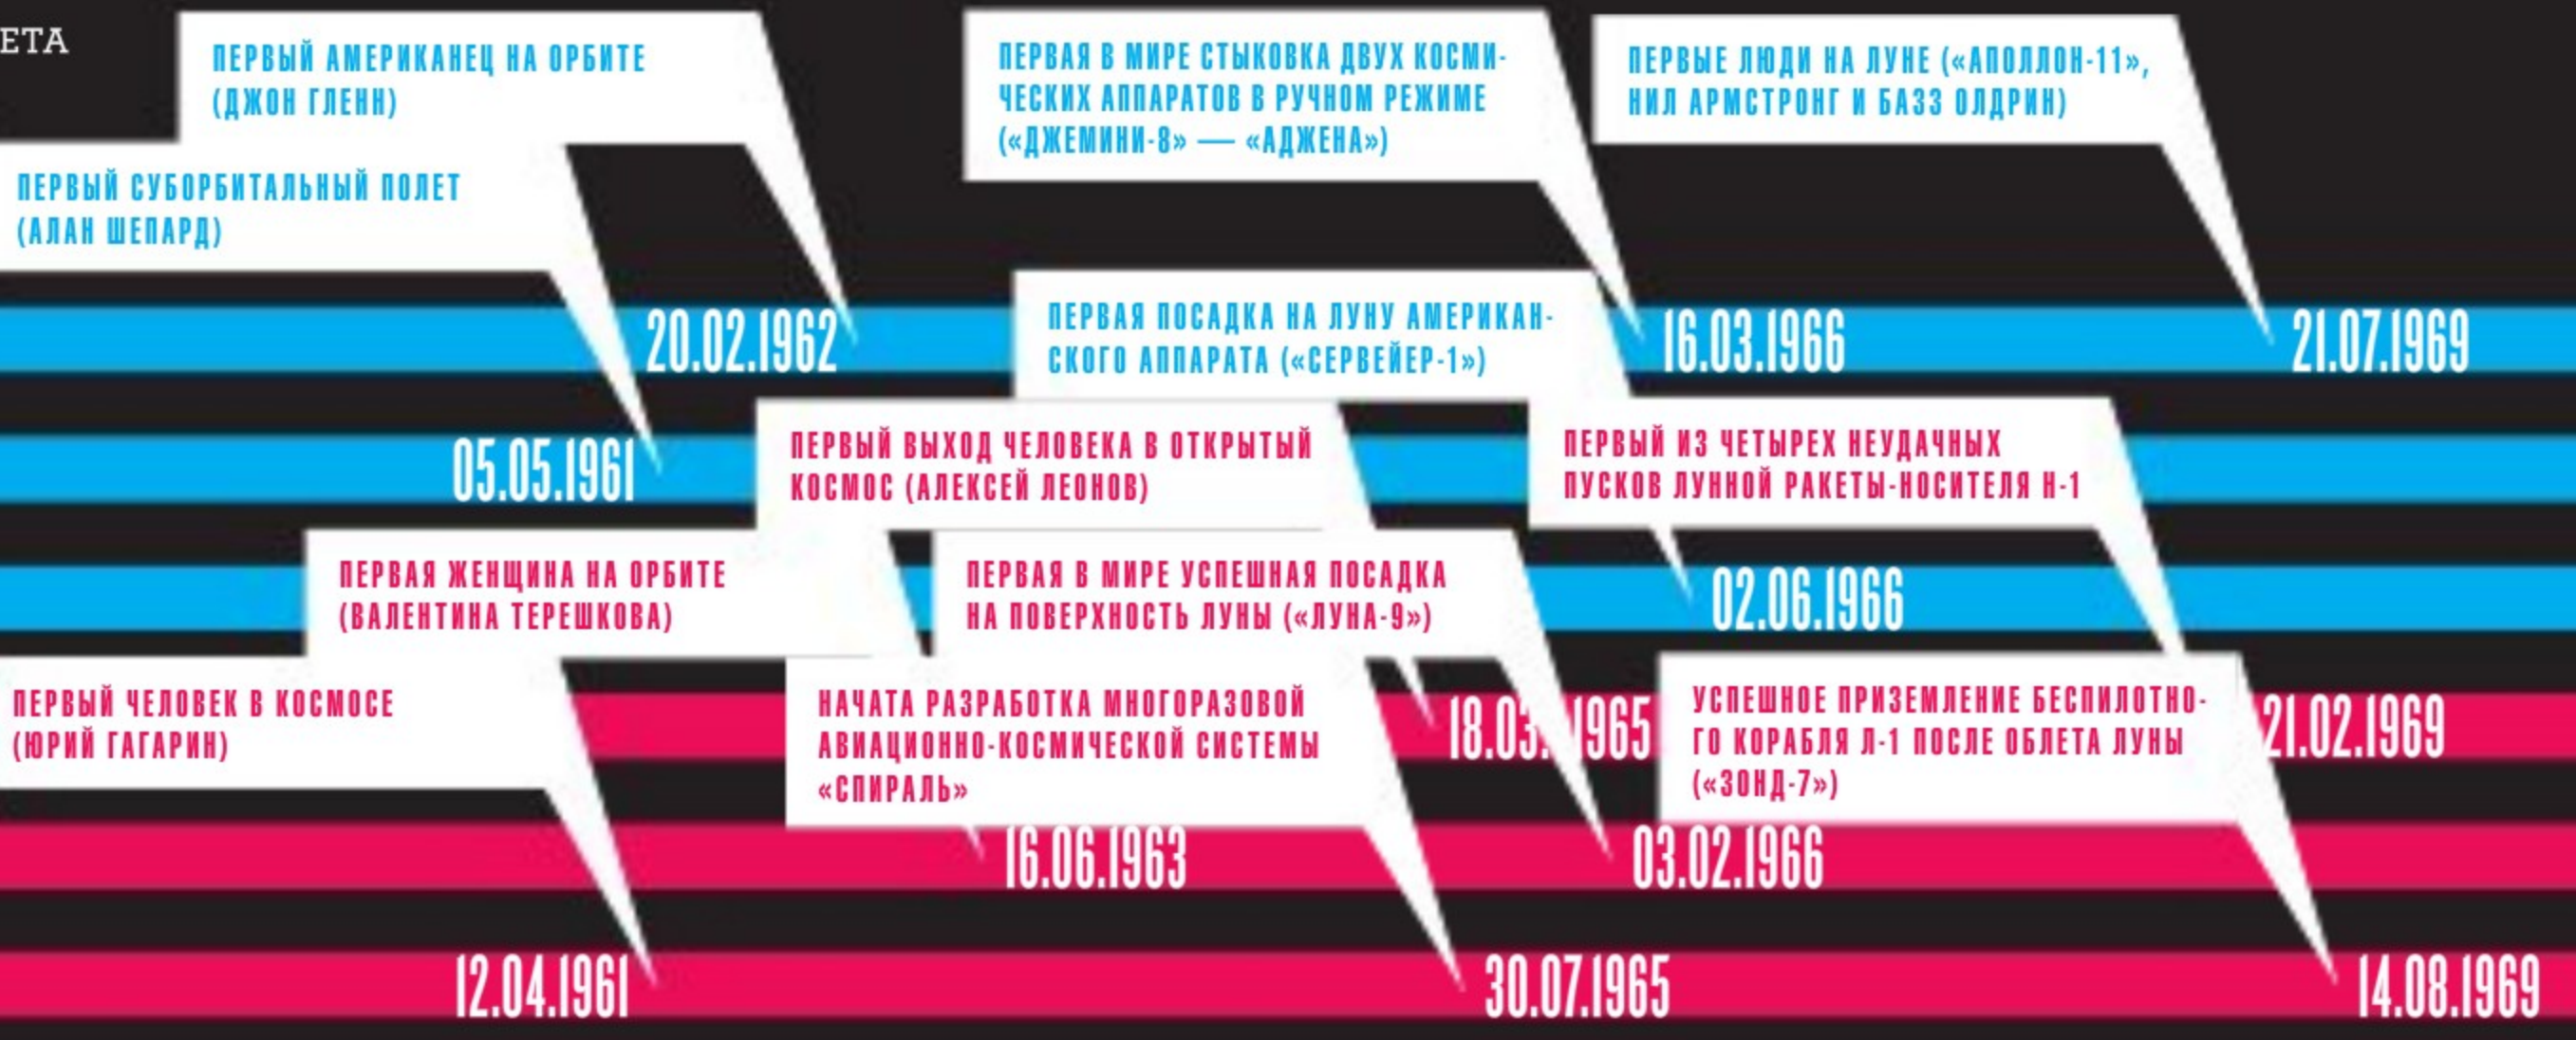 ЕТА
ПЕРВЫЙ АМЕРИКАНЕЦ НА ОРБИТЕ
(ДЖОН ГЛЕНН)
ПЕРВАЯ В МИРЕ СТЫКОВКА ДВУХ КОСМИ-
ЧЕСКИХ АППАРАТОВ В РУЧНОМ РЕЖИМЕ
(«ДЖЕМИНИ-8» — «АДЖЕНА»)
ПЕРВЫЕ ЛЮДИ НА ЛУНЕ («АПОЛЛОН-11»,
НИЛ АРМСТРОНГ И БАЗЗ ОЛДРИН)
ПЕРВЫЙ СУБОРБИТАЛЬНЫЙ ПОЛЕТ
(АЛАН ШЕПАРД)
20.02.1962
ПЕРВАЯ ПОСАДКА НА ЛУНУ АМЕРИКАН-
СКОГО АППАРАТА («СЕРВЕЙЕР-1»)
16.03.1966
21.07.1969
05.05.1961
ПЕРВЫЙ ВЫХОД ЧЕЛОВЕКА В ОТКРЫТЫЙ
КОСМОС (АЛЕКСЕЙ ЛЕОНОВ)
ПЕРВЫЙ ИЗ ЧЕТЫРЕХ НЕУДАЧНЫХ
ПУСКОВ ЛУННОЙ РАКЕТЫ-НОСИТЕЛЯ Н-1
ПЕРВАЯ ЖЕНЩИНА НА ОРБИТЕ
(ВАЛЕНТИНА ТЕРЕШКОВА)
ПЕРВАЯ В МИРЕ УСПЕШНАЯ ПОСАДКА
НА ПОВЕРХНОСТЬ ЛУНЫ («ЛУНА-9»)
02.06.1966
ПЕРВЫЙ ЧЕЛОВЕК В КОСМОСЕ
(ЮРИЙ ГАГАРИН)
НАЧАТА РАЗРАБОТКА МНОГОРАЗОВОЙ
АВИАЦИОННО-КОСМИЧЕСКОЙ СИСТЕМЫ
«СПИРАЛЬ»
18.03.1965
УСПЕШНОЕ ПРИЗЕМЛЕНИЕ БЕСПИЛОТНО-
ГО КОРАБЛЯ Л-1 ПОСЛЕ ОБЛЕТА ЛУНЫ
(«ЗОНД-7»)
21.02.1969
16.06.1963
03.02.1966
12.04.1961
30.07.1965
14.08.1969